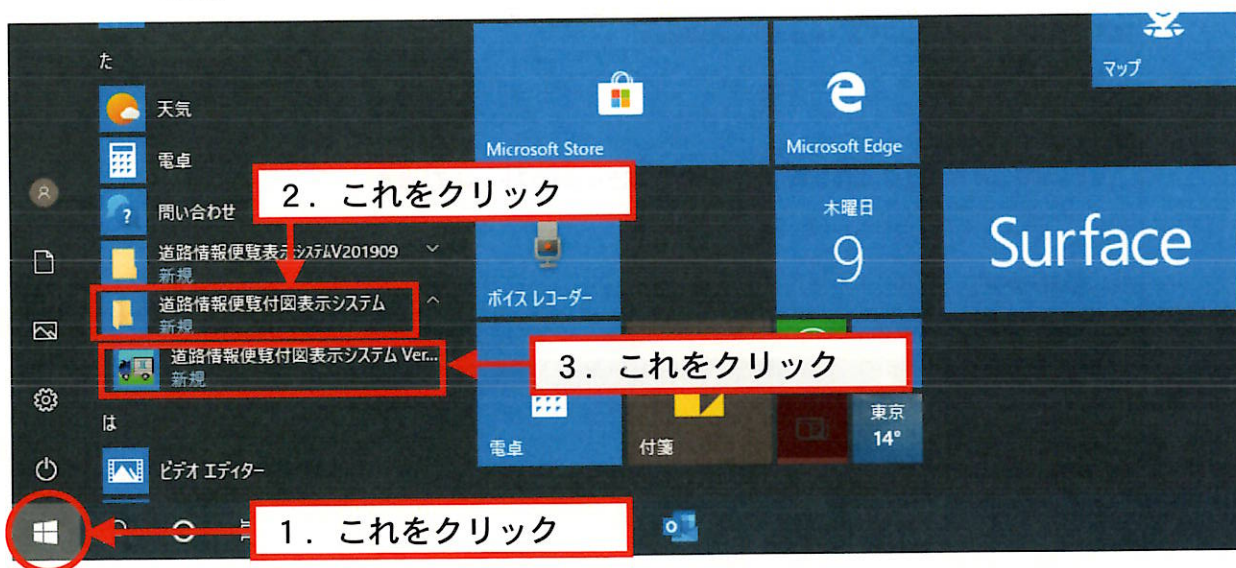 た
天気
電卓
問い合わせ
道路情報便覧表示システムV201909
新規
道路情報便覧付図表示システム
新規
道路情報便覧付図表示システム Ver...
新規
は
ビデオ エディター
2. これをクリック
3. これをクリック
1. これをクリック
Microsoft Store
Microsoft Edge
マップ
ボイス レコーダー
木曜日
9
Surface
電卓
付箋
東京
14°